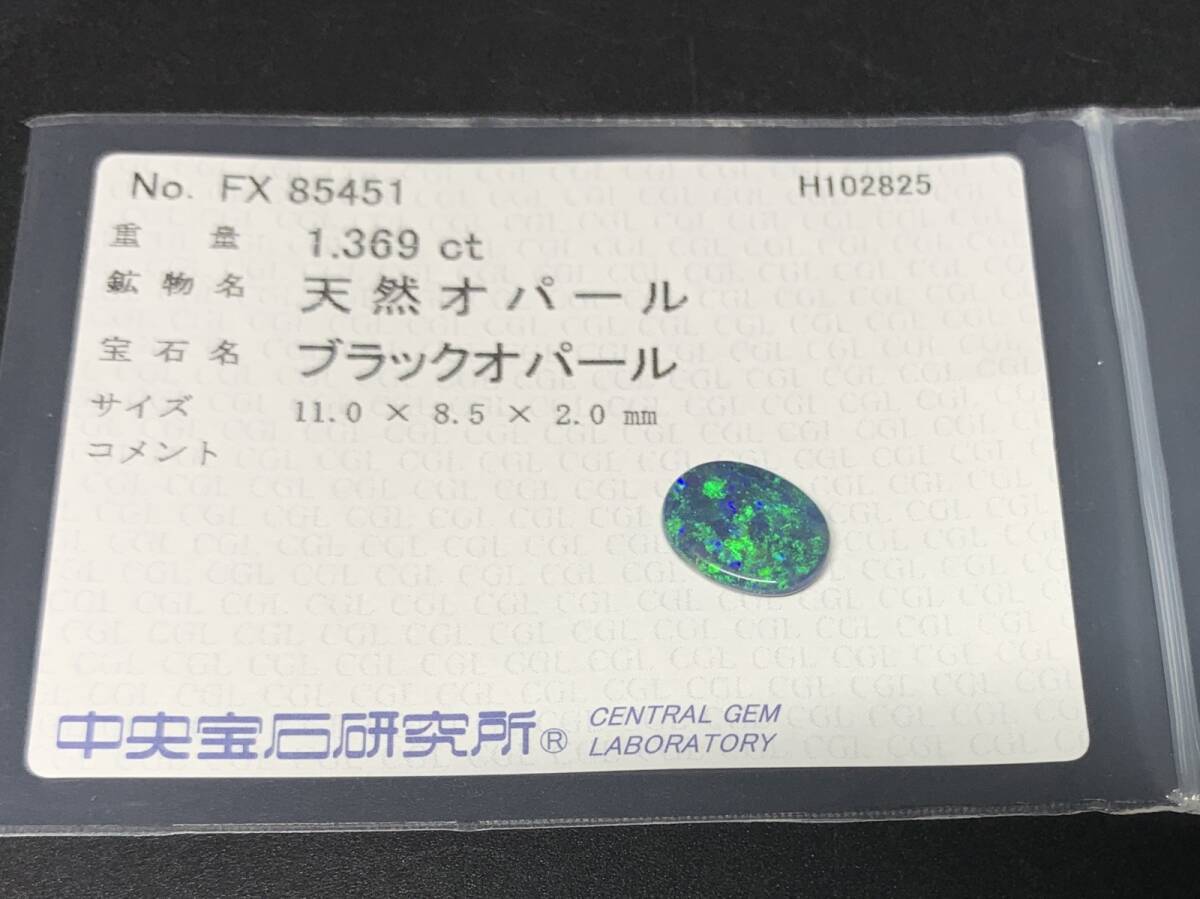 No. FX 85451 H102825
重量 1.369 ct
鉱物名 天然オパール
宝石名 ブラックオパール
サイズ 11.0 × 8.5 × 2.0 mm
コメント
中央宝石研究所® CENTRAL GEM
LABORATORY